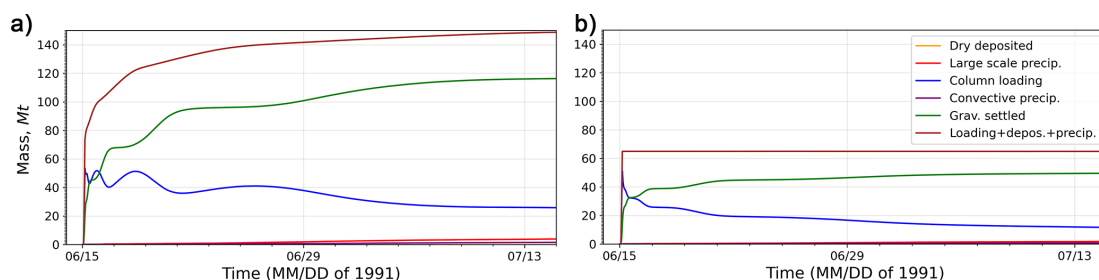 a)
Mass, Mt
140
120
100
80
60
40
20
0
06/15
06/29
07/13
Time (MM/DD of 1991)
b)
140
120
100
80
60
40
20
0
06/15
06/29
07/13
Time (MM/DD of 1991)
Dry deposited
Large scale precip.
Column loading
Convective precip.
Grav. settled
Loading+depos.+precip.